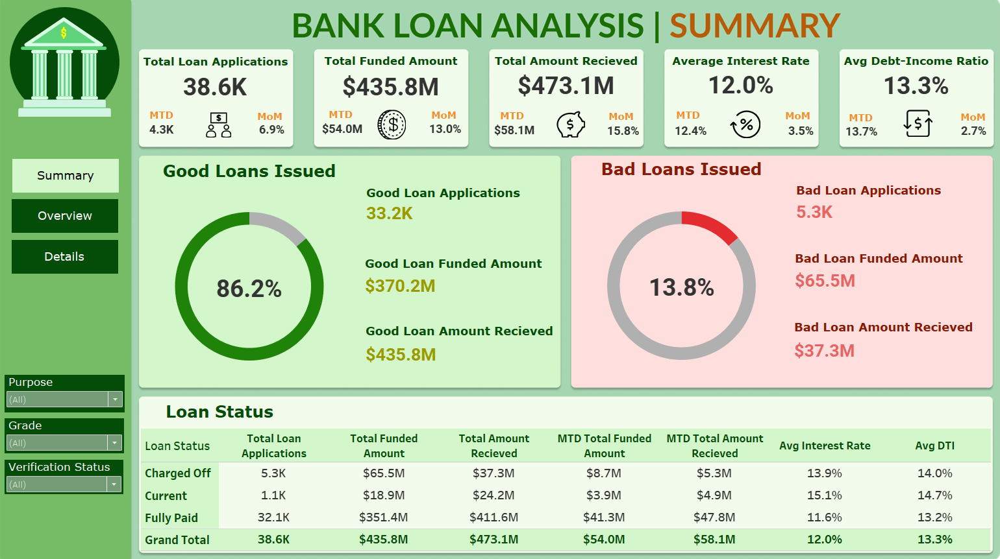 $
BANK LOAN ANALYSIS | SUMMARY
Total Loan Applications
38.6K
MTD
4.3K
$
MoM
6.9%
Total Funded Amount
$435.8M
MTD
$54.0M
$
MoM
13.0%
Total Amount Recieved
$473.1M
MTD
$58.1M
$
MoM
15.8%
Average Interest Rate
12.0%
MTD
12.4%
%
MoM
3.5%
Avg Debt-Income Ratio
13.3%
MTD
13.7%
$
MoM
2.7%
Summary
Overview
Details
Purpose
(All)
Grade
(All)
Verification Status
(All)
Good Loans Issued
86.2%
Good Loan Applications
33.2K
Good Loan Funded Amount
$370.2M
Good Loan Amount Recieved
$435.8M
Bad Loans Issued
13.8%
Bad Loan Applications
5.3K
Bad Loan Funded Amount
$65.5M
Bad Loan Amount Recieved
$37.3M
Loan Status
Loan Status Total Loan Applications Total Funded Amount Total Amount Recieved MTD Total Funded Amount MTD Total Amount Recieved Avg Interest Rate Avg DTI
Charged Off 5.3K $65.5M $37.3M $8.7M $5.3M 13.9% 14.0%
Current 1.1K $18.9M $24.2M $3.9M $4.9M 15.1% 14.7%
Fully Paid 32.1K $351.4M $411.6M $41.3M $47.8M 11.6% 13.2%
Grand Total 38.6K $435.8M $473.1M $54.0M $58.1M 12.0% 13.3%